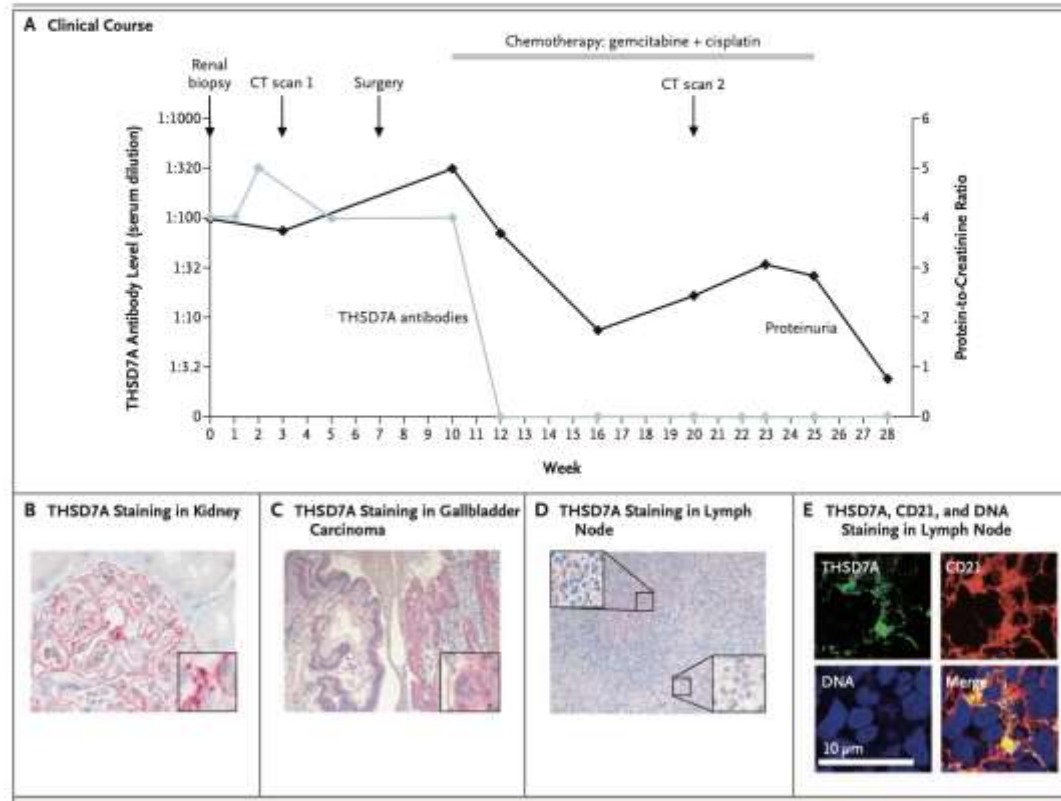 A Clinical Course
Chemotherapy: gemcitabine + cisplatin
Renal
biopsy
CT scan 1
Surgery
CT scan 2
THSD7A Antibody Level (serum dilution)
1:1000
1:320
1:100
1:32
1:10
1:3.2
0
6
5
4
3
2
1
0
Protein-to-Creatinine Ratio
THSD7A antibodies
Proteinuria
0 1 2 3 4 5 6 7 8 9 10 11 12 13 14 15 16 17 18 19 20 21 22 23 24 25 26 27 28
Week
B THSD7A Staining in Kidney
C THSD7A Staining in Gallbladder
Carcinoma
D THSD7A Staining in Lymph
Node
E THSD7A, CD21, and DNA
Staining in Lymph Node
THSD7A
CD21
DNA
Merge
10 µm